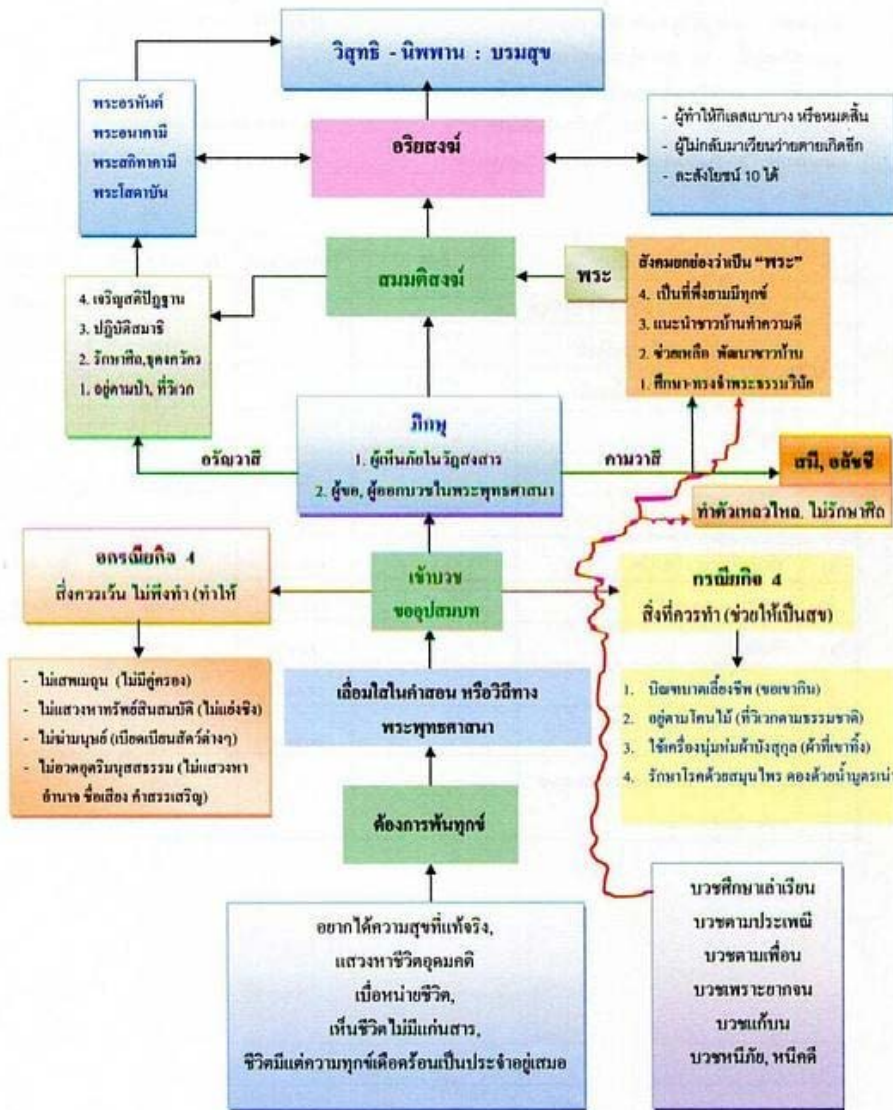 วิสุทธิ - นิพพาน : บรมสุข
พระอรหันต์
พระอนาคามี
พระสกิทาคามี
พระโสดาบัน
อริยสงฆ์
- ผู้ทำให้กิเลสเบาบาง หรือหมดสิ้น
- ผู้ไม่กลับมาเวียนว่ายตายเกิดอีก
- ละสังโยชน์ 10 ได้
สมมติสงฆ์
พระ
สังคมยกย่องว่าเป็น “พระ”
4. เป็นที่พึ่งยามมีทุกข์
3. แนะนำชาวบ้านทำความดี
2. ช่วยเหลือ พัฒนาชาวบ้าน
1. ศึกษา-ทรงจำพระธรรมวินัย
4. เจริญสติปัฏฐาน
3. ปฏิบัติสมาธิ
2. รักษาศีล,ธุดงควัตร
1. อยู่ตามป่า, ที่วิเวก
ภิกษุ
1. ผู้เห็นภัยในวัฏสงสาร
2. ผู้ขอ, ผู้ออกบวชในพระพุทธศาสนา
อรัญวาสี
คามวาสี
อลัชชี
ทำตัวเหลวไหล, ไม่รักษาศีล
อกรณียกิจ 4
สิ่งควรเว้น ไม่พึงทำ (ทำให้
เข้าบวช
ขออุปสมบท
กรณียกิจ 4
สิ่งที่ควรทำ (ช่วยให้เป็นสุข)
- ไม่เสพเมถุน (ไม่มีคู่ครอง)
- ไม่แสวงหาทรัพย์สินสมบัติ (ไม่แย่งชิง)
- ไม่ฆ่ามนุษย์ (เบียดเบียนสัตว์ต่างๆ)
- ไม่อวดอุตริมนุสสธรรม (ไม่แสวงหา
อำนาจ ชื่อเสียง คำสรรเสริญ)
เลื่อมใสในคำสอน หรือวิถีทาง
พระพุทธศาสนา
1. บิณฑบาตเลี้ยงชีพ (ขอเขากิน)
2. อยู่ตามโคนไม้ (ที่วิเวกตามธรรมชาติ)
3. ใช้เครื่องนุ่มห่มผ้าบังสุกุล (ผ้าที่เขาทิ้ง)
4. รักษาโรคด้วยสมุนไพร ดองด้วยน้ำมูตรเน่า
ต้องการพ้นทุกข์
อยากได้ความสุขที่แท้จริง,
แสวงหาชีวิตอุดมคติ
เบื่อหน่ายชีวิต,
เห็นชีวิตไม่มีแก่นสาร,
ชีวิตมีแต่ความทุกข์เดือดร้อนเป็นประจำอยู่เสมอ
บวชศึกษาเล่าเรียน
บวชตามประเพณี
บวชตามเพื่อน
บวชเพราะยากจน
บวชแก้บน
บวชหนีภัย, หนีคดี